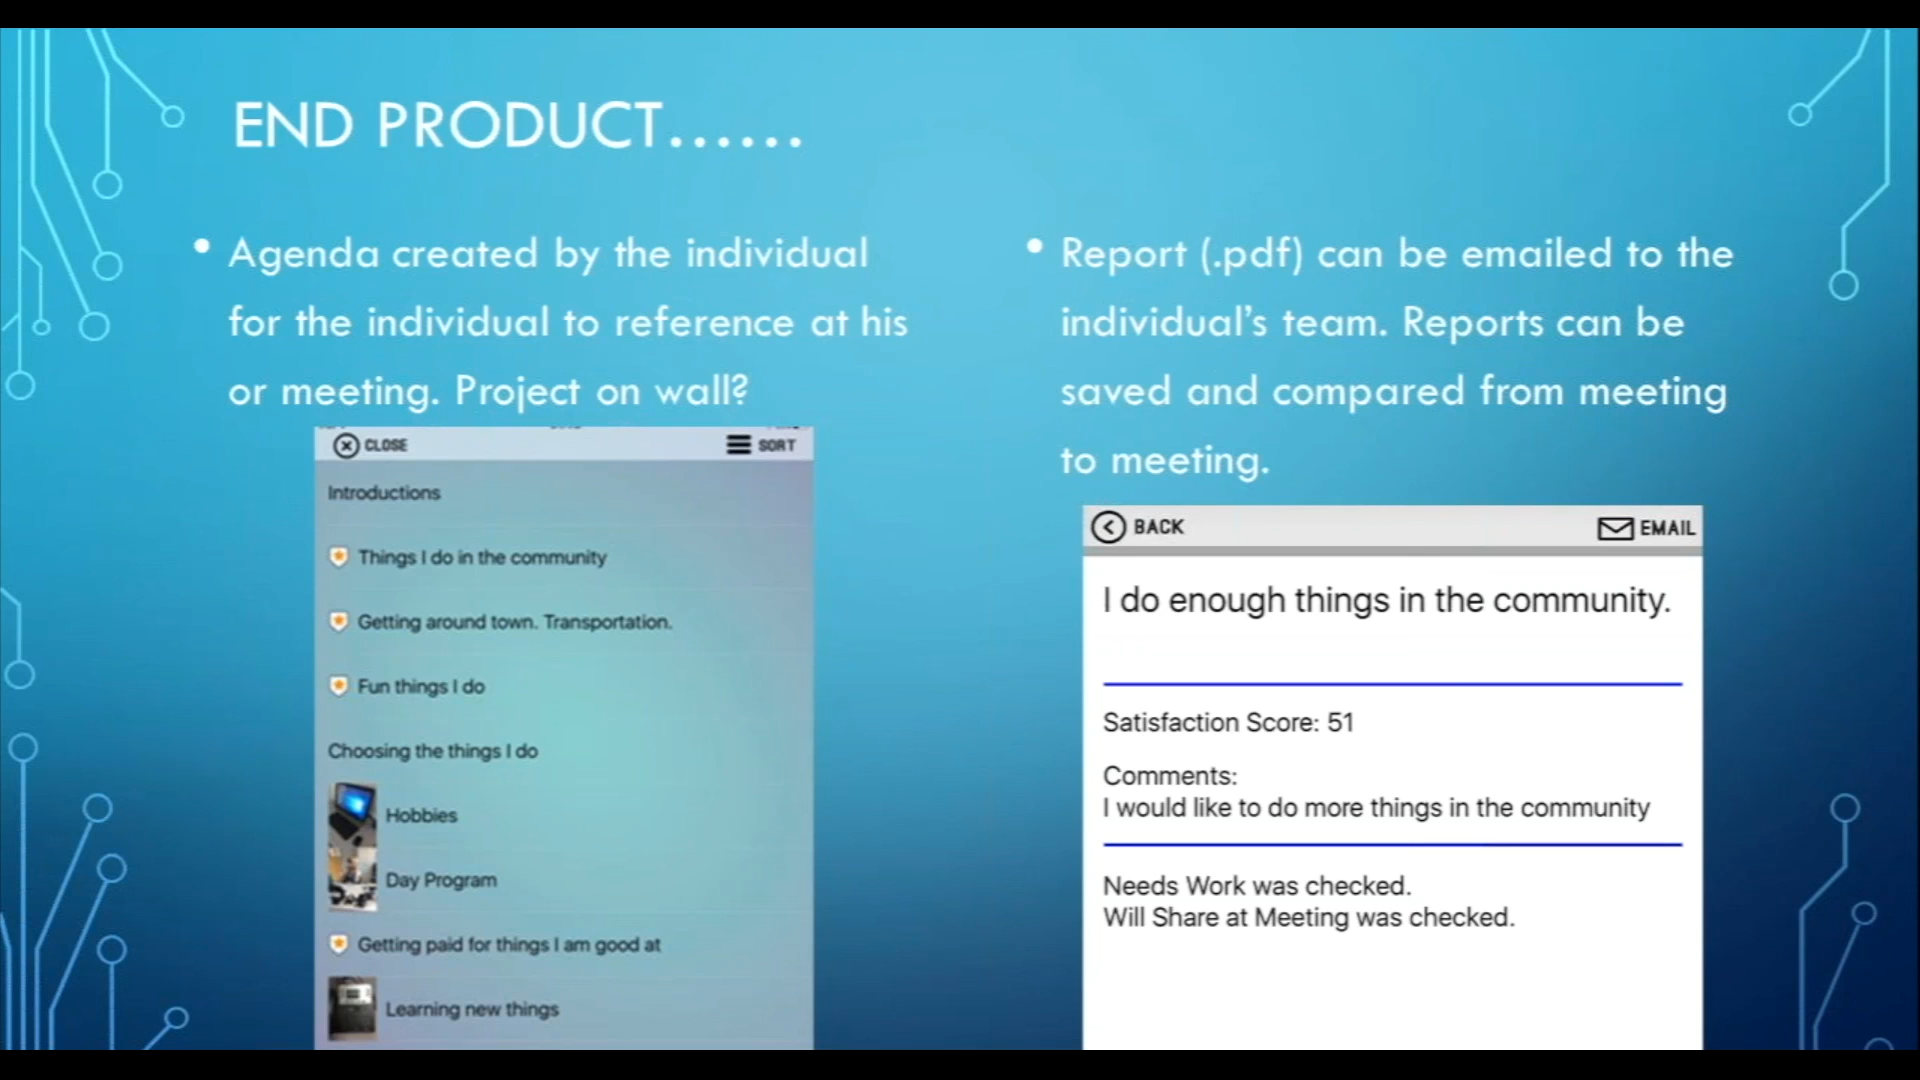 END PRODUCT......
• Agenda created by the individual
for the individual to reference at his
or meeting. Project on wall?
CLOSE
SORT
Introductions
Things I do in the community
Getting around town. Transportation.
Fun things I do
Choosing the things I do
Hobbies
Day Program
Getting paid for things I am good at
Learning new things
• Report (.pdf) can be emailed to the
individual's team. Reports can be
saved and compared from meeting
to meeting.
BACK
EMAIL
I do enough things in the community.
Satisfaction Score: 51
Comments:
I would like to do more things in the community
Needs Work was checked.
Will Share at Meeting was checked.